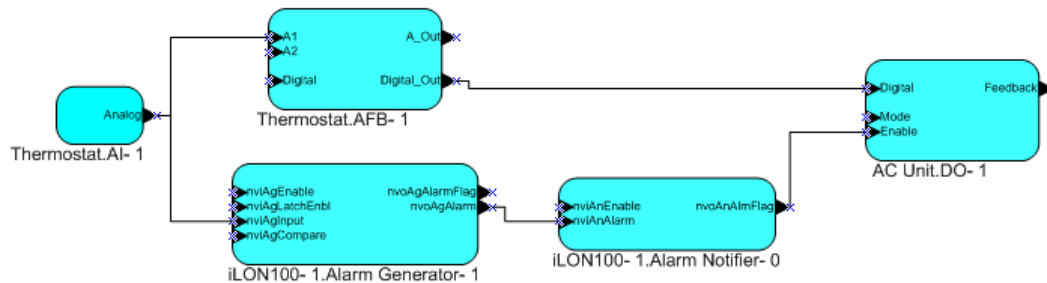 A1
A_Out
A2
Digital
Digital_Out
Thermostat.AFB- 1
Analog
Thermostat.AI- 1
Digital
Feedback
Mode
Enable
AC Unit.DO- 1
nviAgEnable
nvoAgAlarmFlag
nviAgLatchEnbl
nvoAgAlarm
nviAgInput
nviAgCompare
iLON100- 1.Alarm Generator- 1
nviAnEnable
nvoAnAlmFlag
nviAnAlarm
iLON100- 1.Alarm Notifier- 0